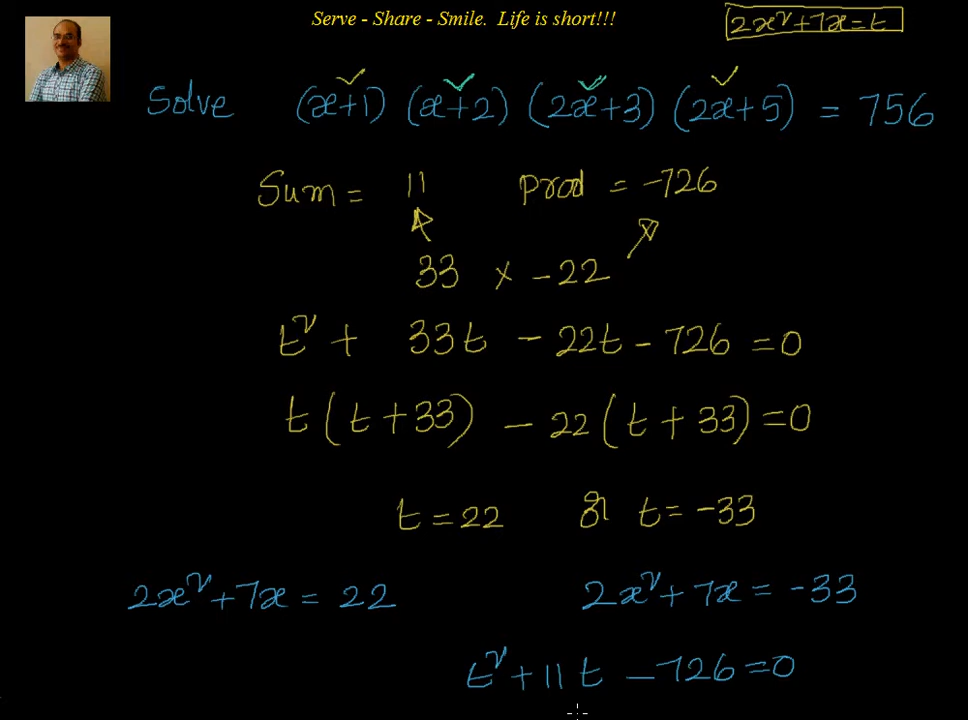 Serve - Share - Smile. Life is short!!!
2x²+7x=t
Solve (x+1) (x+2) (2x+3) (2x+5) = 756
Sum = 11 prod = -726
33 × -22
t² + 33t - 22t - 726 = 0
t(t+33) - 22(t+33) = 0
t = 22 or t = -33
2x²+7x = 22 2x²+7x = -33
t²+11t - 726 = 0